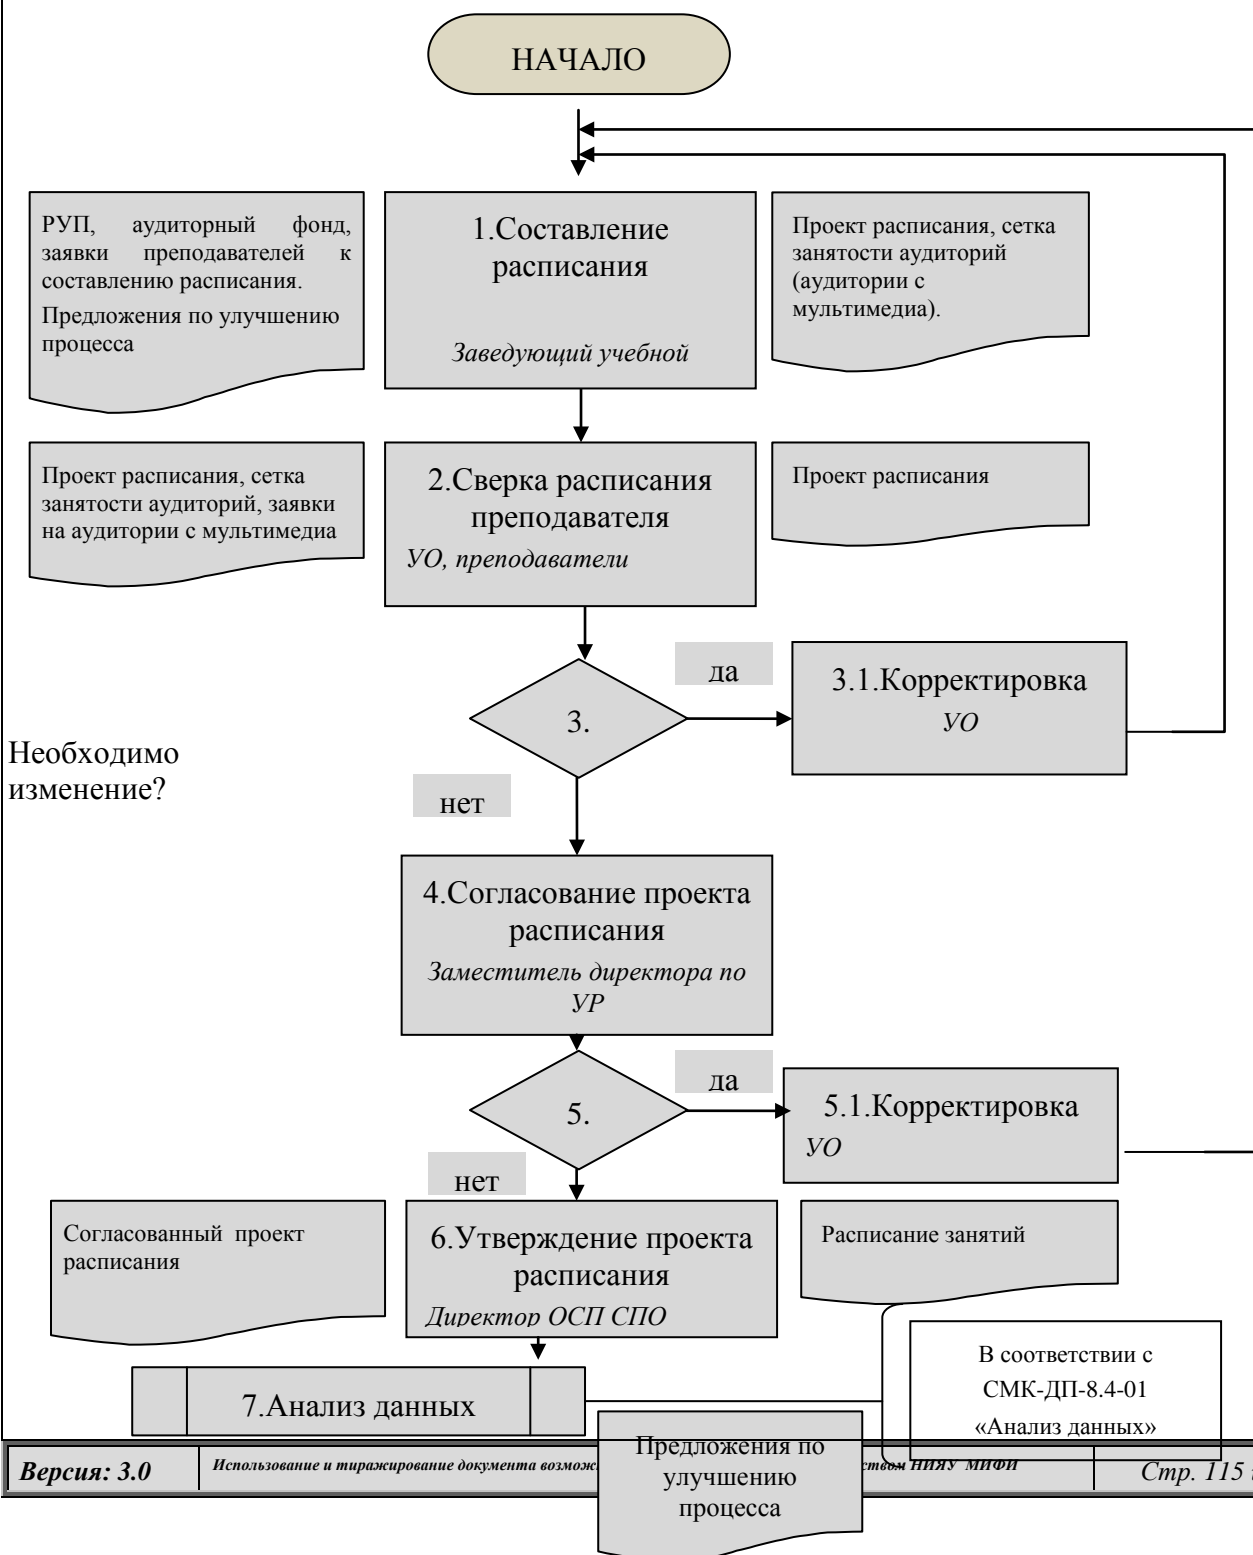 НАЧАЛО
РУП, аудиторный фонд,
заявки преподавателей к
составлению расписания.
Предложения по улучшению
процесса
1.Составление
расписания
Заведующий учебной
Проект расписания, сетка
занятости аудиторий
(аудитории с
мультимедиа).
Проект расписания, сетка
занятости аудиторий, заявки
на аудитории с мультимедиа
2.Сверка расписания
преподавателя
УО, преподаватели
Проект расписания
да
3.
3.1.Корректировка
УО
Необходимо
изменение?
нет
4.Согласование проекта
расписания
Заместитель директора по
УР
да
5.
5.1.Корректировка
УО
нет
Согласованный проект
расписания
6.Утверждение проекта
расписания
Директор ОСП СПО
Расписание занятий
7.Анализ данных
В соответствии с
СМК-ДП-8.4-01
«Анализ данных»
Предложения по
улучшению
процесса
Версия: 3.0
Использование и тиражирование документа НИЯУ МИФИ
Стр. 115